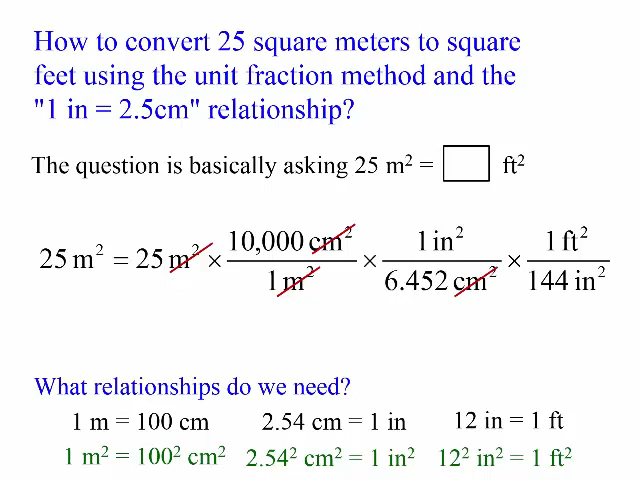 How to convert 25 square meters to square
feet using the unit fraction method and the
"1 in = 2.5cm" relationship?
The question is basically asking 25 m² = ft²
25 m² = 25 m² × 10,000 cm² / 1 m² × 1 in² / 6.452 cm² × 1 ft² / 144 in²
What relationships do we need?
1 m = 100 cm 2.54 cm = 1 in 12 in = 1 ft
1 m² = 100² cm² 2.54² cm² = 1 in² 12² in² = 1 ft²